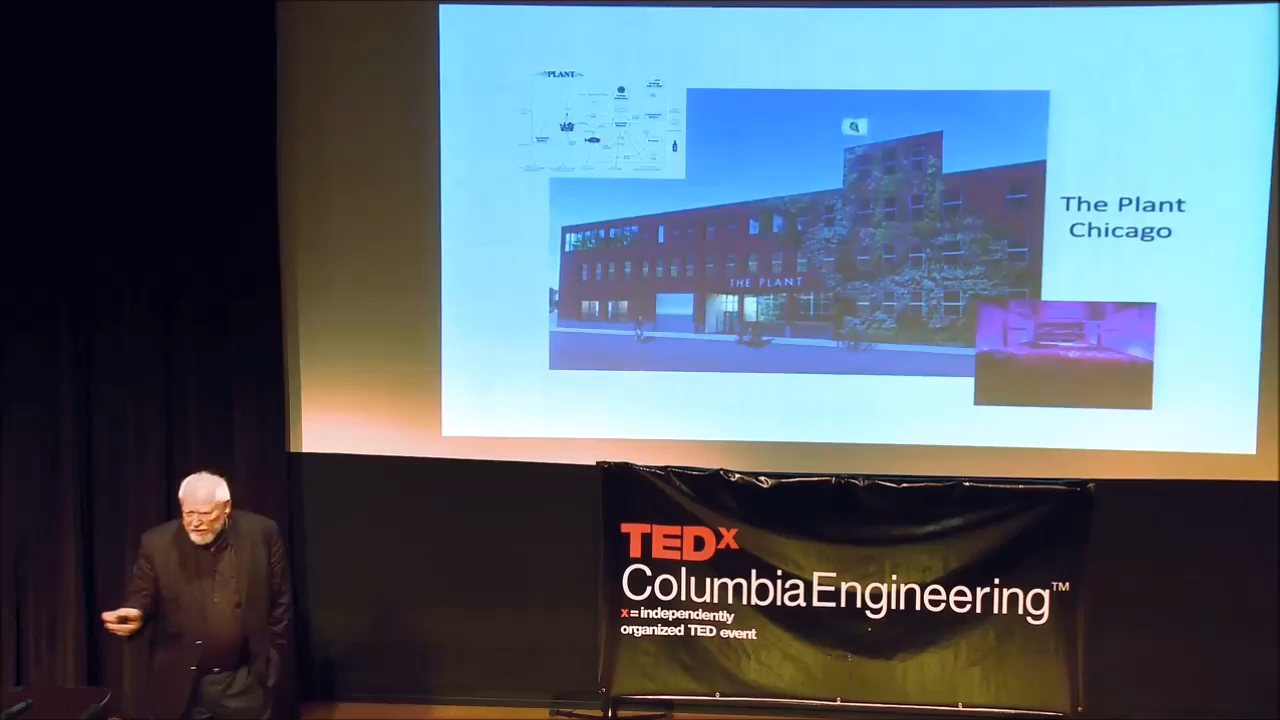 PLANT
THE PLANT
The Plant
Chicago
TEDx
ColumbiaEngineering™
x=independently
organized TED event